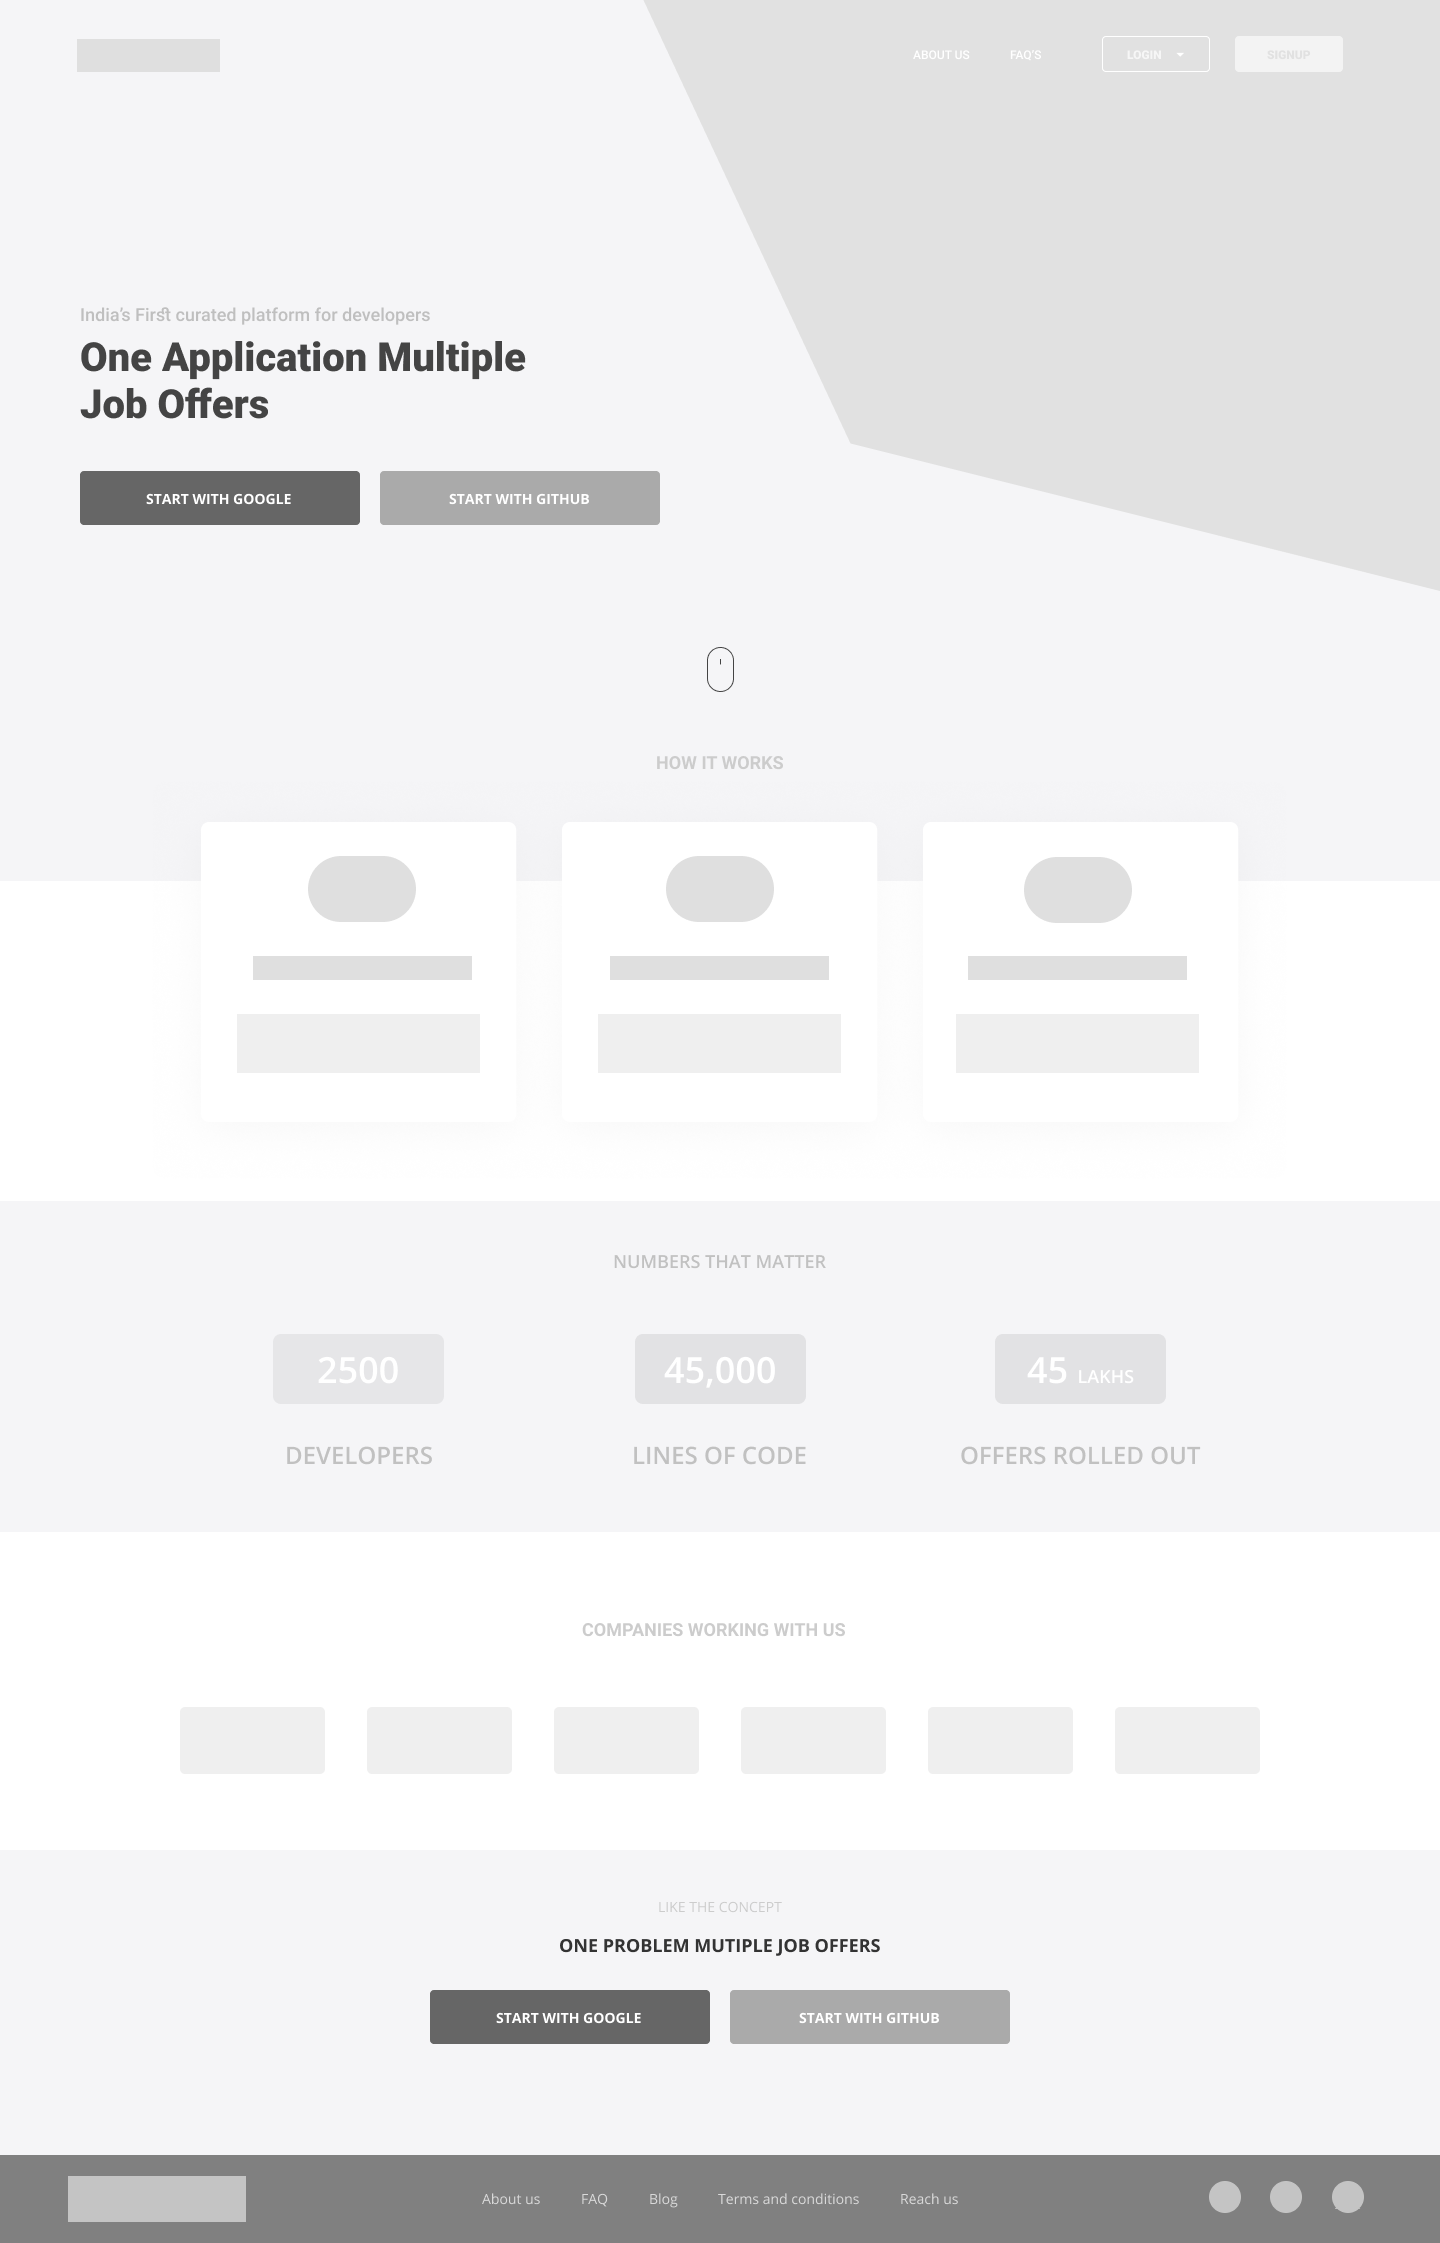 ABOUT US
FAQ'S
LOGIN
SIGNUP
India’s First curated platform for developers
One Application Multiple
Job Offers
START WITH GOOGLE
START WITH GITHUB
HOW IT WORKS
NUMBERS THAT MATTER
2500
45,000
45 LAKHS
DEVELOPERS
LINES OF CODE
OFFERS ROLLED OUT
COMPANIES WORKING WITH US
LIKE THE CONCEPT
ONE PROBLEM MUTIPLE JOB OFFERS
START WITH GOOGLE
START WITH GITHUB
About us
FAQ
Blog
Terms and conditions
Reach us